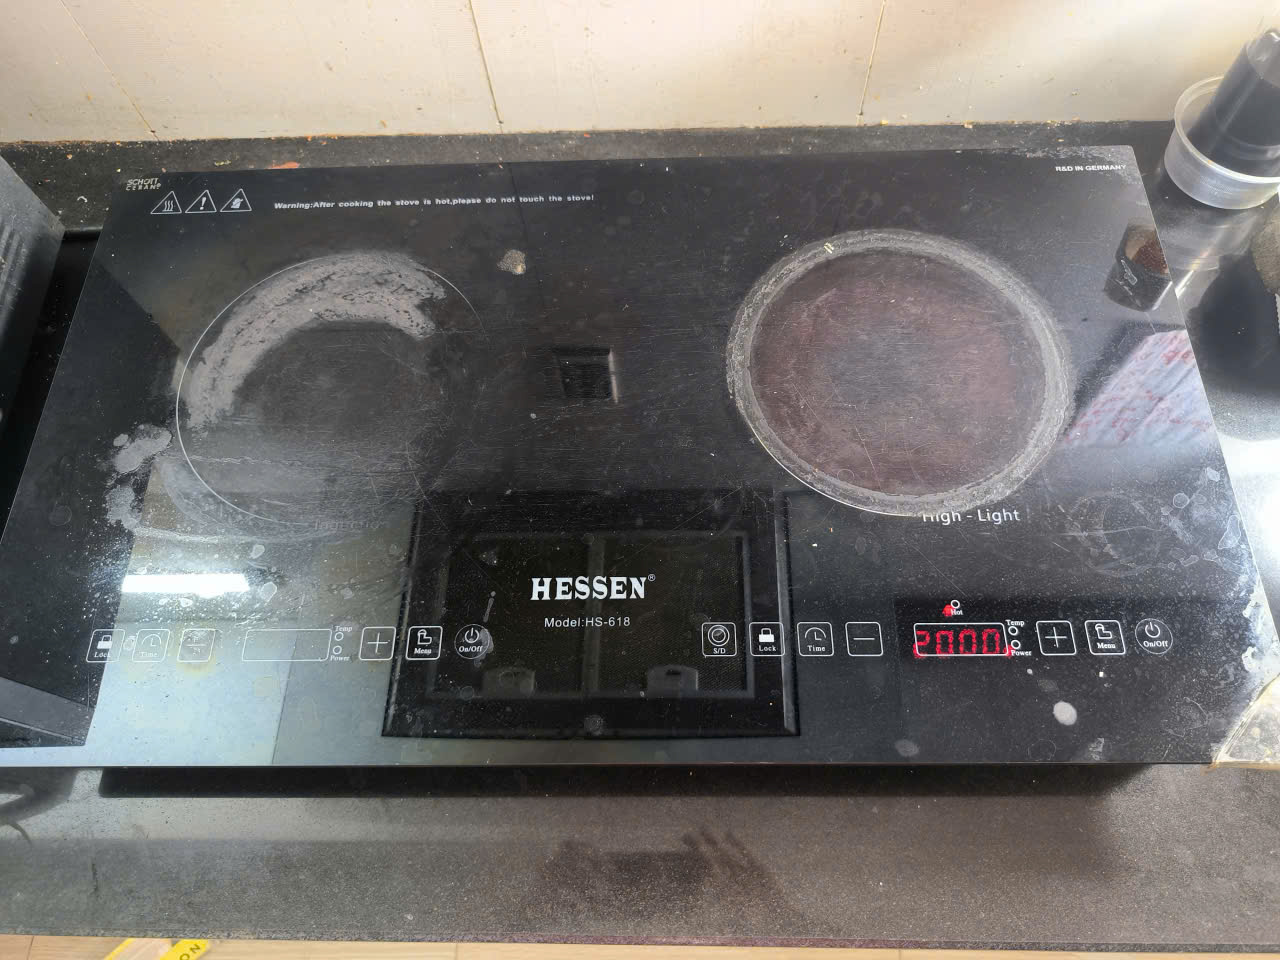 SCHOTT
CERAN®
R&D IN GERMANY
Warning:After cooking the stove is hot,please do not touch the stove!
High - Light
HESSEN®
Model:HS-618
Lock
Time
Temp
Power
Menu
On/Off
S/D
Lock
Time
Hot
2000.
Temp
Power
Menu
On/Off